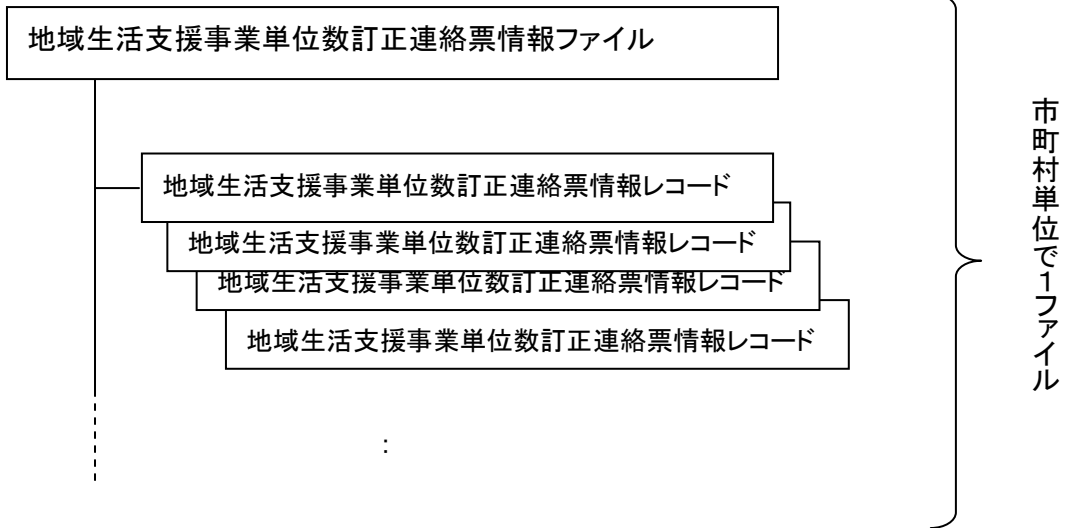 地域生活支援事業単位数訂正連絡票情報ファイル
地域生活支援事業単位数訂正連絡票情報レコード
地域生活支援事業単位数訂正連絡票情報レコード
地域生活支援事業単位数訂正連絡票情報レコード
地域生活支援事業単位数訂正連絡票情報レコード
:
市町村単位で1ファイル